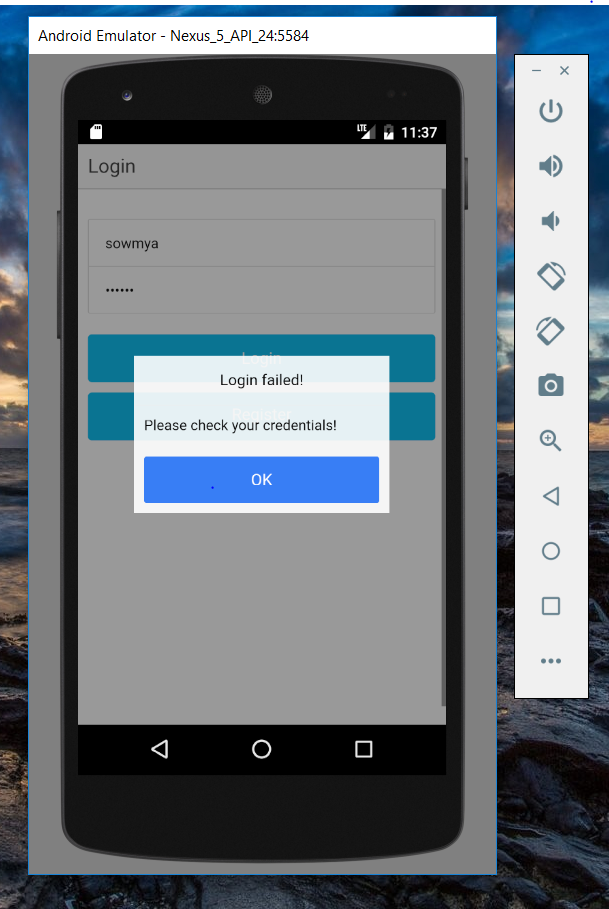 Android Emulator - Nexus_5_API_24:5584
LTE 11:37
Login
sowmya
••••••
Login
Login failed!
Register
Please check your credentials!
OK